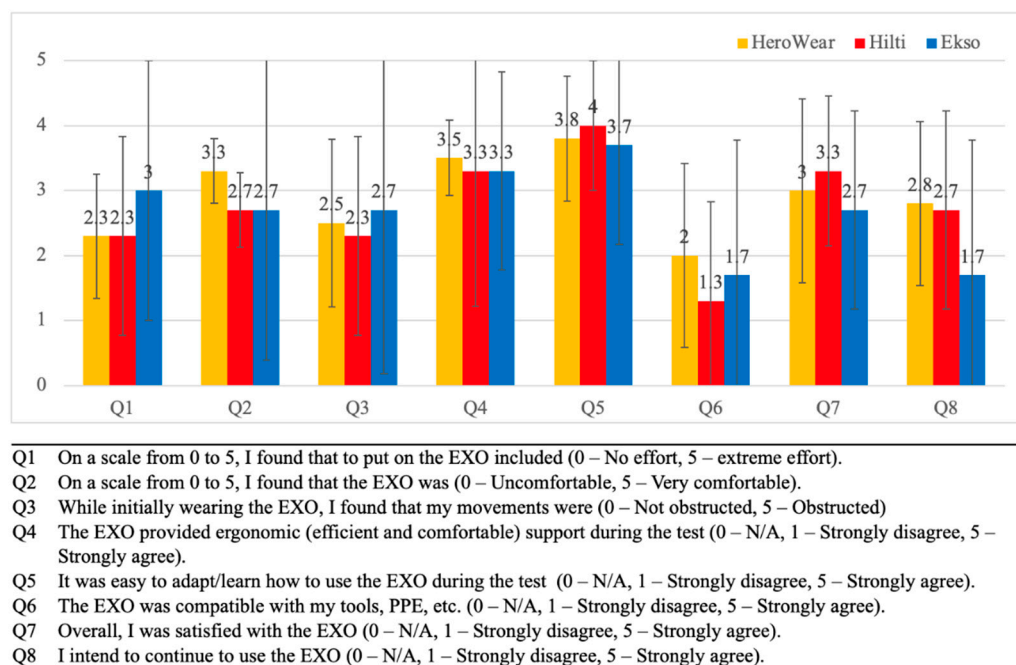 HeroWear Hilti Ekso
5
4
3
2
1
0
2.3 2.3 3
3.3 2.7 2.7
2.5 2.3 2.7
3.5 3.3 3.3
3.8 4 3.7
2 1.3 1.7
3 3.3 2.7
2.8 2.7 1.7
Q1 Q2 Q3 Q4 Q5 Q6 Q7 Q8
Q1 On a scale from 0 to 5, I found that to put on the EXO included (0 – No effort, 5 – extreme effort).
Q2 On a scale from 0 to 5, I found that the EXO was (0 – Uncomfortable, 5 – Very comfortable).
Q3 While initially wearing the EXO, I found that my movements were (0 – Not obstructed, 5 – Obstructed)
Q4 The EXO provided ergonomic (efficient and comfortable) support during the test (0 – N/A, 1 – Strongly disagree, 5 –
Strongly agree).
Q5 It was easy to adapt/learn how to use the EXO during the test (0 – N/A, 1 – Strongly disagree, 5 – Strongly agree).
Q6 The EXO was compatible with my tools, PPE, etc. (0 – N/A, 1 – Strongly disagree, 5 – Strongly agree).
Q7 Overall, I was satisfied with the EXO (0 – N/A, 1 – Strongly disagree, 5 – Strongly agree).
Q8 I intend to continue to use the EXO (0 – N/A, 1 – Strongly disagree, 5 – Strongly agree).